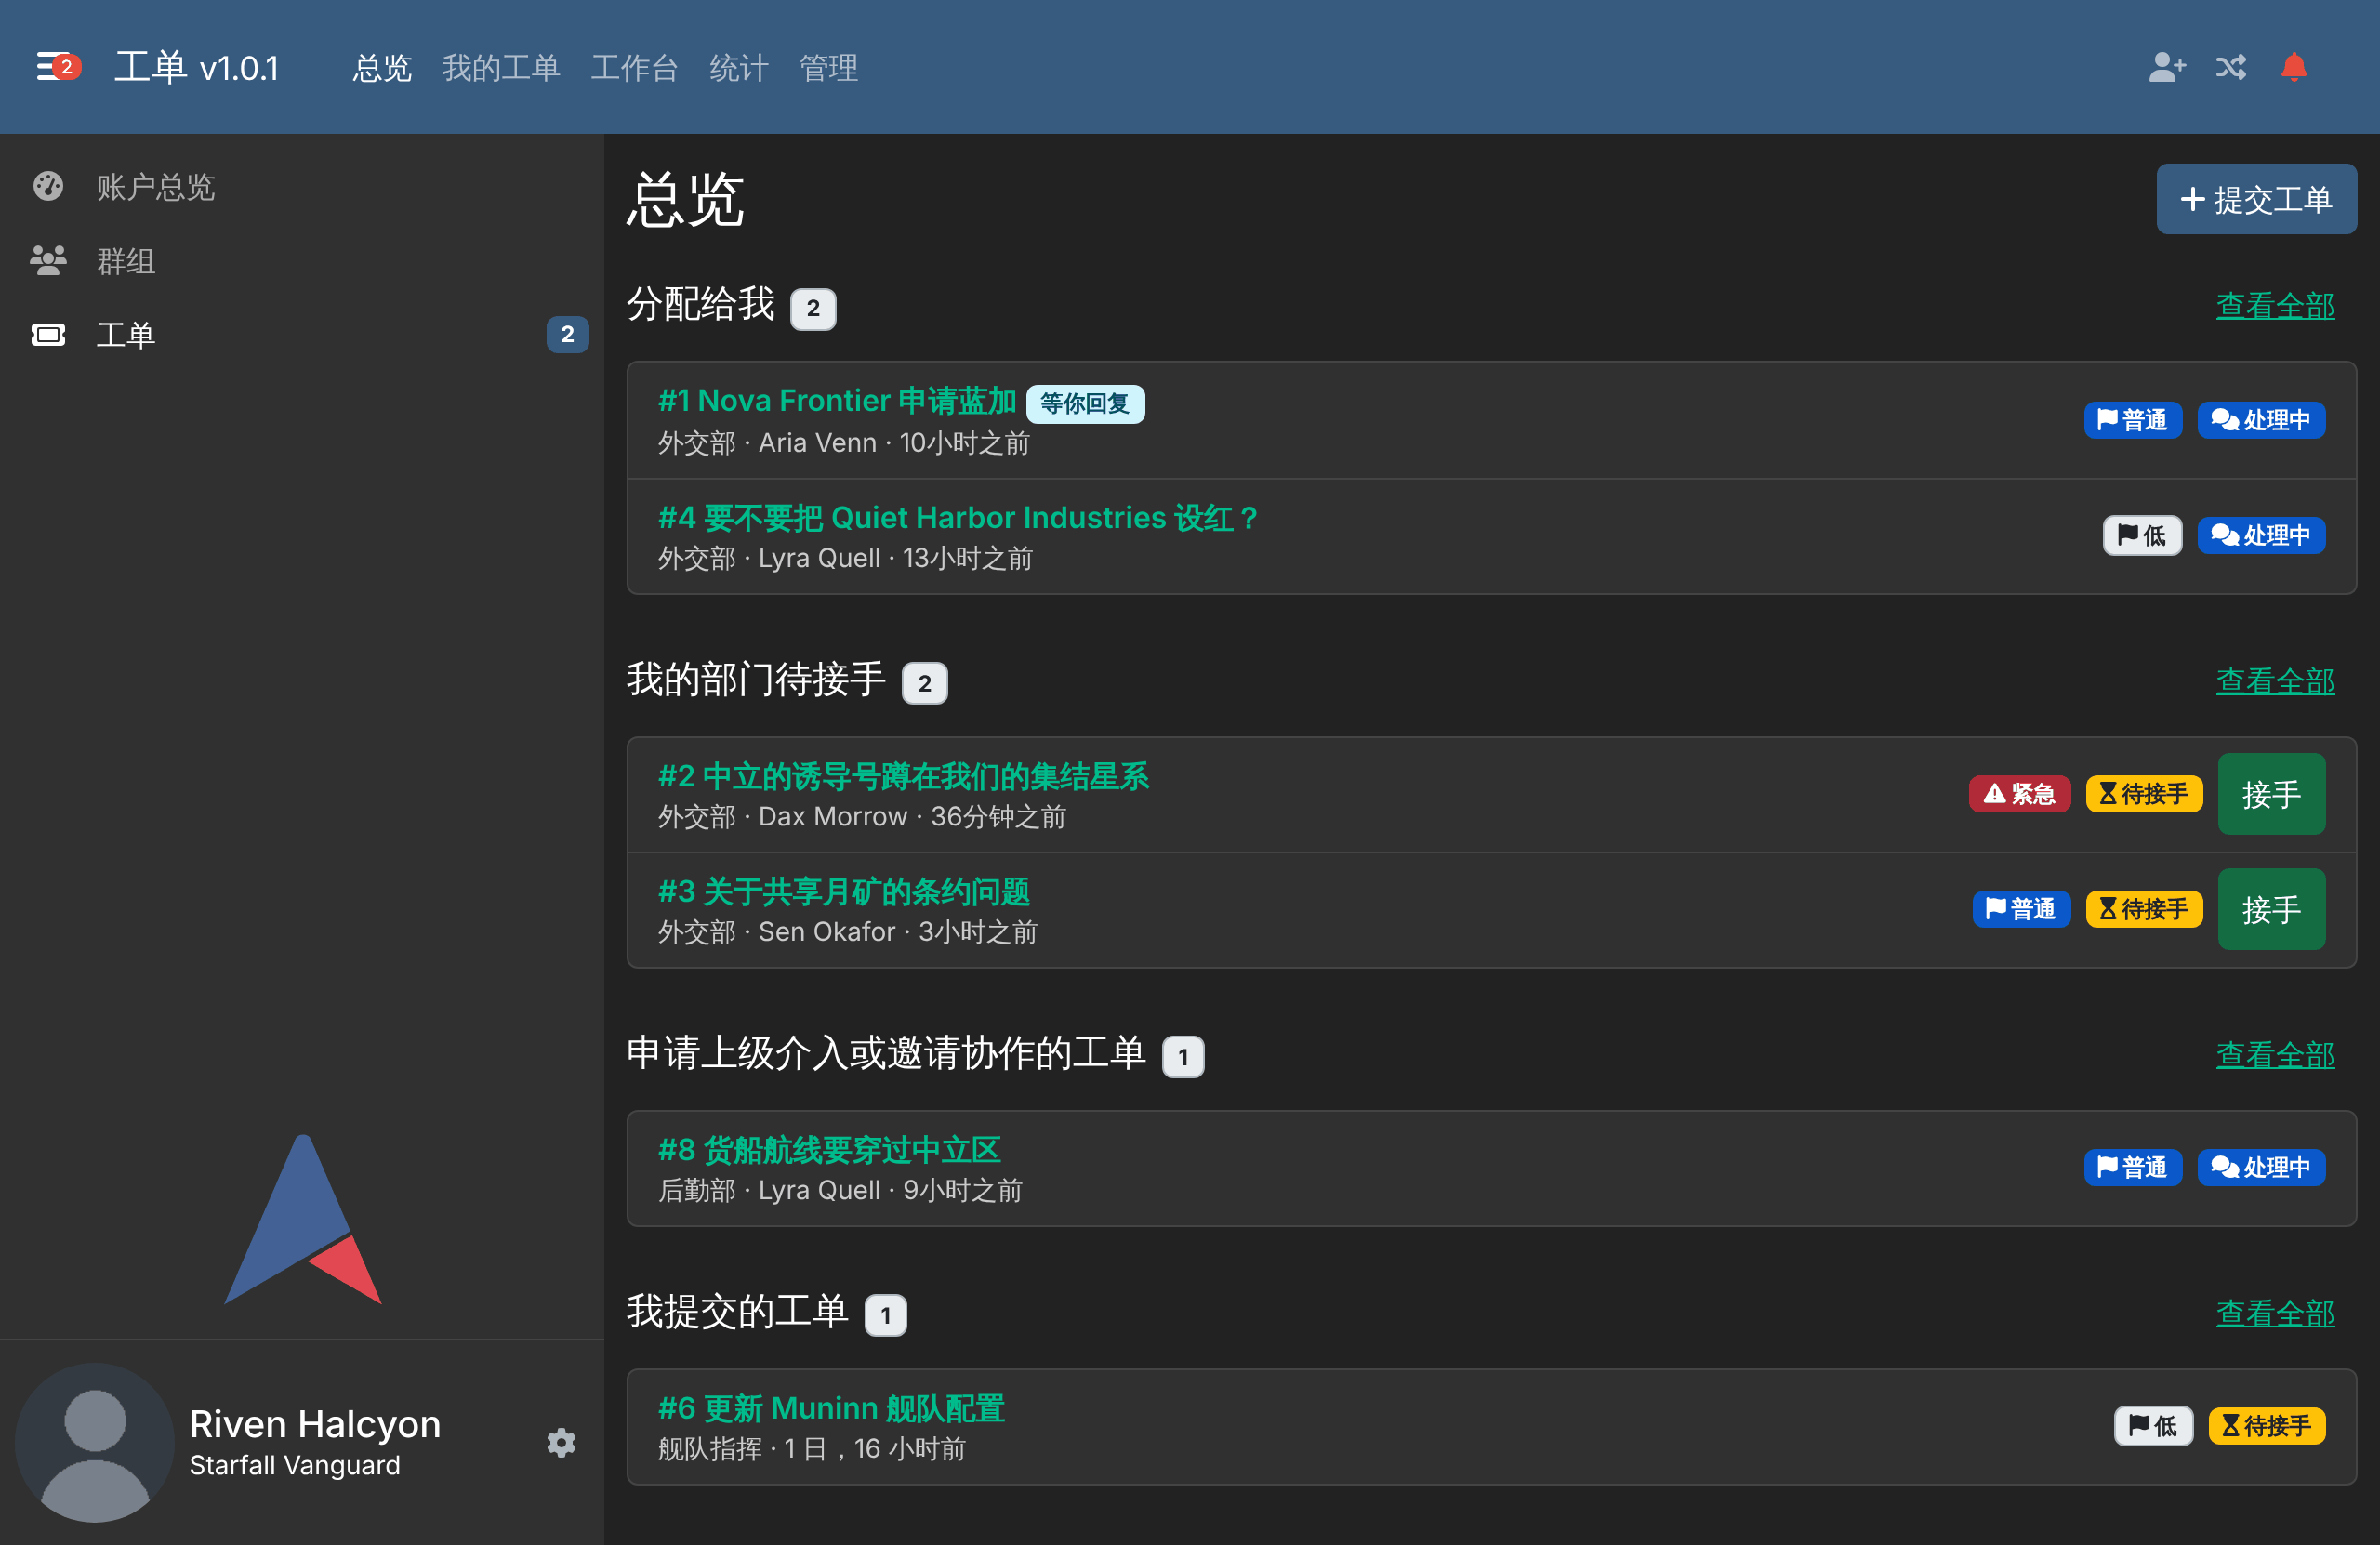 2
工单 v1.0.1
总览 我的工单 工作台 统计 管理
账户总览
群组
工单 2
Riven Halcyon
Starfall Vanguard
总览
提交工单
分配给我 2
查看全部
#1 Nova Frontier 申请蓝加 等你回复
外交部 · Aria Venn · 10小时之前
普通 处理中
#4 要不要把 Quiet Harbor Industries 设红？
外交部 · Lyra Quell · 13小时之前
低 处理中
我的部门待接手 2
查看全部
#2 中立的诱导号蹲在我们的集结星系
外交部 · Dax Morrow · 36分钟之前
紧急 待接手 接手
#3 关于共享月矿的条约问题
外交部 · Sen Okafor · 3小时之前
普通 待接手 接手
申请上级介入或邀请协作的工单 1
查看全部
#8 货船航线要穿过中立区
后勤部 · Lyra Quell · 9小时之前
普通 处理中
我提交的工单 1
查看全部
#6 更新 Muninn 舰队配置
舰队指挥 · 1 日，16 小时前
低 待接手